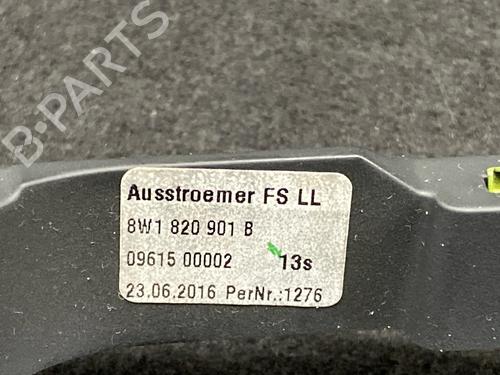 B-PARTS
Ausstroemer FS LL
8W1 820 901 B
09615 00002 13s
23.06.2016 PerNr.:1276